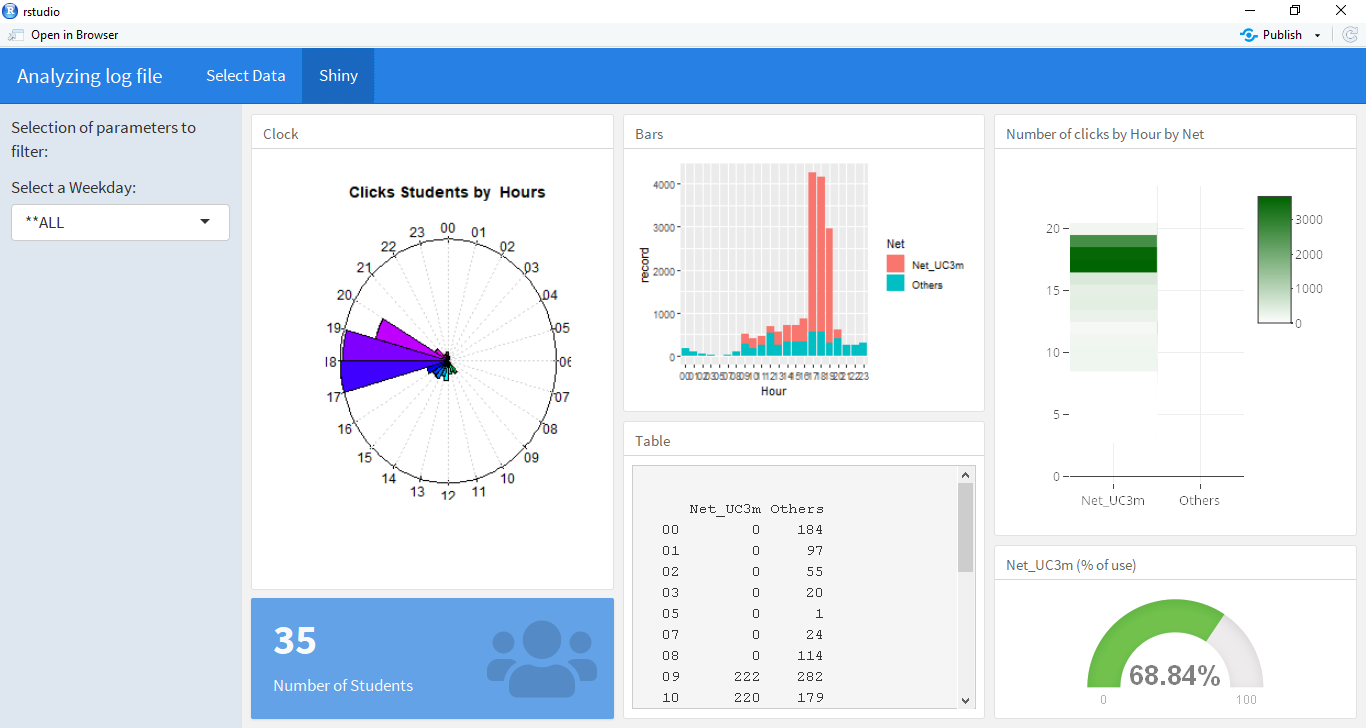 rstudio
Open in Browser
Publish
Analyzing log file
Select Data
Shiny
Selection of parameters to
filter:
Select a Weekday:
**ALL
Clock
Clicks Students by Hours
00
01
02
03
04
05
06
07
08
09
10
11
12
13
14
15
16
17
18
19
20
21
22
23
35
Number of Students
Bars
record
4000
3000
2000
1000
0
00 01 02 03 05 07 08 09 10 11 12 13 14 15 16 17 18 19 20 21 22 23
Hour
Net
Net_UC3m
Others
Table
Net_UC3m Others
00 0 184
01 0 97
02 0 55
03 0 20
05 0 1
07 0 24
08 0 114
09 222 282
10 220 179
Number of clicks by Hour by Net
20
15
10
5
0
Net_UC3m
Others
3000
2000
1000
0
Net_UC3m (% of use)
68.84%
0
100